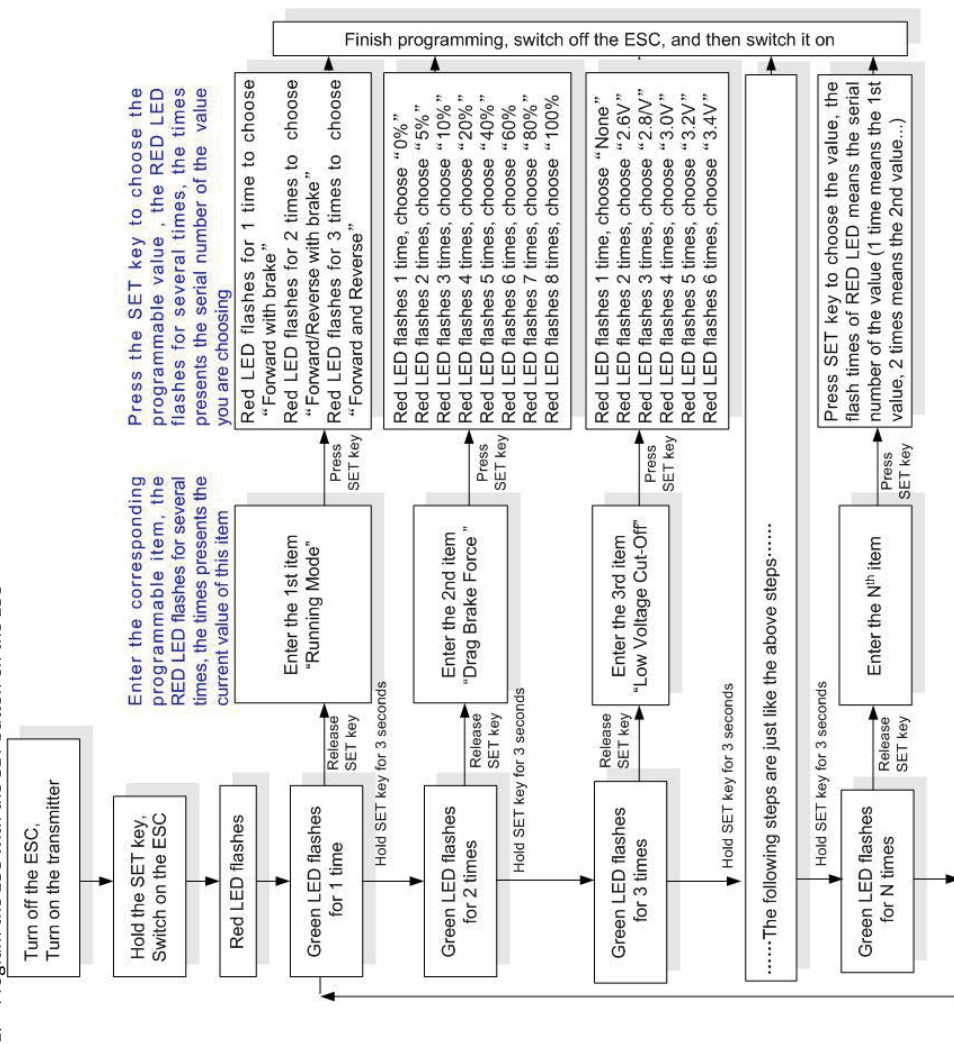 Turn off the ESC,
Turn on the transmitter
Hold the SET key,
Switch on the ESC
Red LED flashes
Enter the corresponding
programmable item, the
RED LED flashes for several
times, the times presents the
current value of this item
Press the SET key to choose the
programmable value , the RED LED
flashes for several times, the times
presents the serial number of the value
you are choosing
Green LED flashes
for 1 time
Release
SET key
Enter the 1st item
“Running Mode”
Press
SET key
Red LED flashes for 1 time to choose
“Forward with brake”
Red LED flashes for 2 times to choose
“Forward/Reverse with brake”
Red LED flashes for 3 times to choose
“Forward and Reverse”
Hold SET key for 3 seconds
Green LED flashes
for 2 times
Release
SET key
Enter the 2nd item
“Drag Brake Force”
Press
SET key
Red LED flashes 1 time, choose “0%”
Red LED flashes 2 times, choose “5%”
Red LED flashes 3 times, choose “10%”
Red LED flashes 4 times, choose “20%”
Red LED flashes 5 times, choose “40%”
Red LED flashes 6 times, choose “60%
Red LED flashes 7 times, choose “80%”
Red LED flashes 8 times, choose “100%
Hold SET key for 3 seconds
Green LED flashes
for 3 times
Release
SET key
Enter the 3rd item
“Low Voltage Cut-Off”
Press
SET key
Red LED flashes 1 time, choose “None”
Red LED flashes 2 times, choose “2.6V”
Red LED flashes 3 times, choose “2.8/V”
Red LED flashes 4 times, choose “3.0V”
Red LED flashes 5 times, choose “3.2V”
Red LED flashes 6 times, choose “3.4V”
Hold SET key for 3 seconds
......The following steps are just like the above steps......
Hold SET key for 3 seconds
Green LED flashes
for N times
Release
SET key
Enter the Nth item
Press
SET key
Press SET key to choose the value, the
flash times of RED LED means the serial
number of the value (1 time means the 1st
value, 2 times means the 2nd value...)
Finish programming, switch off the ESC, and then switch it on